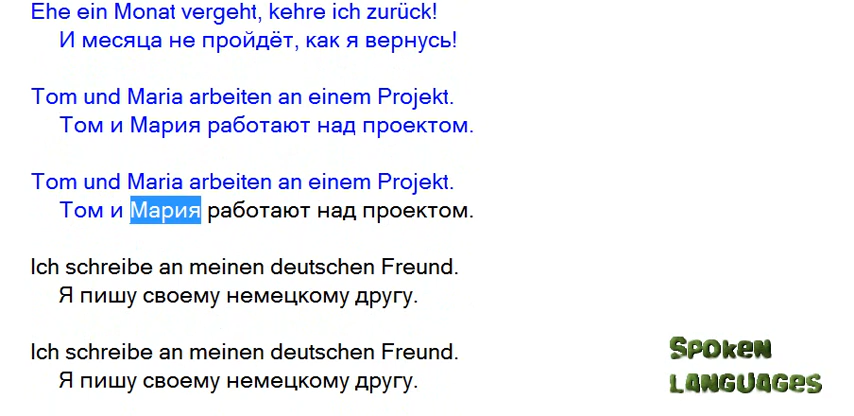 Ehe ein Monat vergeht, kehre ich zurück!
И месяца не пройдёт, как я вернусь!
Tom und Maria arbeiten an einem Projekt.
Том и Мария работают над проектом.
Tom und Maria arbeiten an einem Projekt.
Том и Мария работают над проектом.
Ich schreibe an meinen deutschen Freund.
Я пишу своему немецкому другу.
Ich schreibe an meinen deutschen Freund.
Я пишу своему немецкому другу.
Spoken
Languages